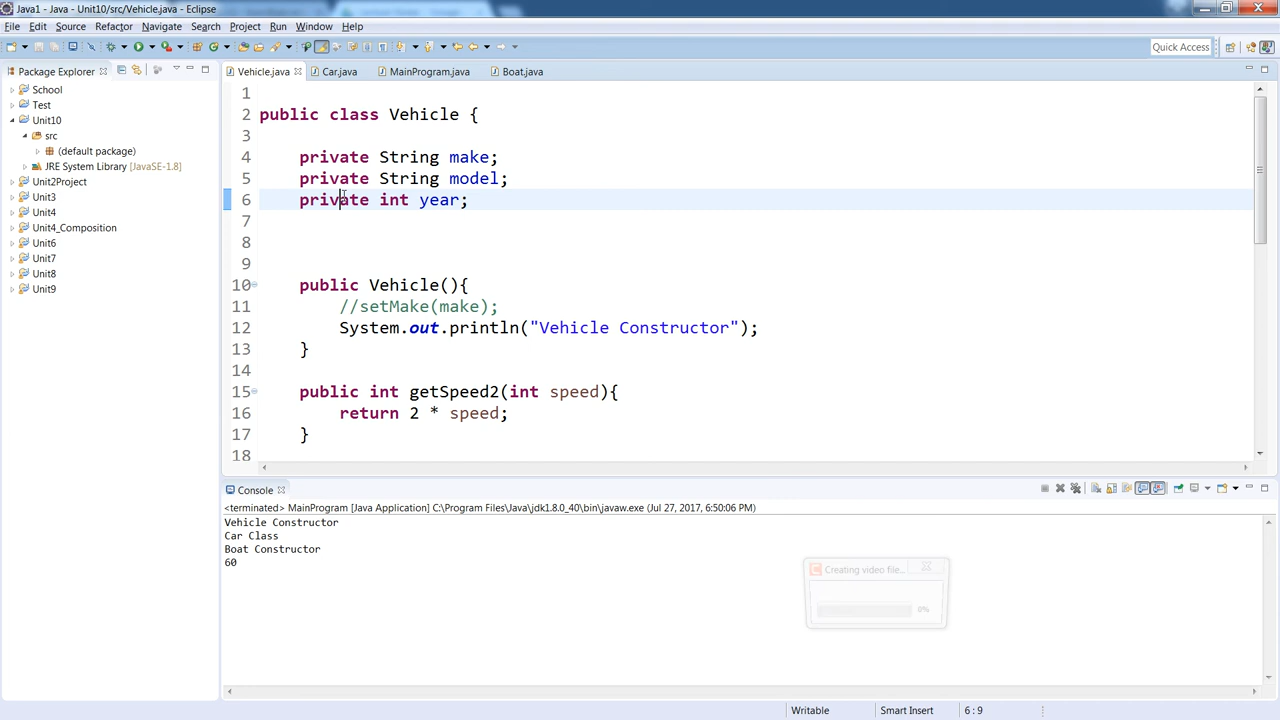 Java1 - Java - Unit10/src/Vehicle.java - Eclipse
File Edit Source Refactor Navigate Search Project Run Window Help
Quick Access
Package Explorer
School
Test
Unit10
src
(default package)
JRE System Library [JavaSE-1.8]
Unit2Project
Unit3
Unit4
Unit4_Composition
Unit6
Unit7
Unit8
Unit9
Vehicle.java Car.java MainProgram.java Boat.java
1
2 public class Vehicle {
3
4 private String make;
5 private String model;
6 private int year;
7
8
9
10 public Vehicle(){
11 //setMake(make);
12 System.out.println("Vehicle Constructor");
13 }
14
15 public int getSpeed2(int speed){
16 return 2 * speed;
17 }
18
Console
<terminated> MainProgram [Java Application] C:\Program Files\Java\jdk1.8.0_40\bin\javaw.exe (Jul 27, 2017, 6:50:06 PM)
Vehicle Constructor
Car Class
Boat Constructor
60
Creating video file...
0%
Writable Smart Insert 6 : 9